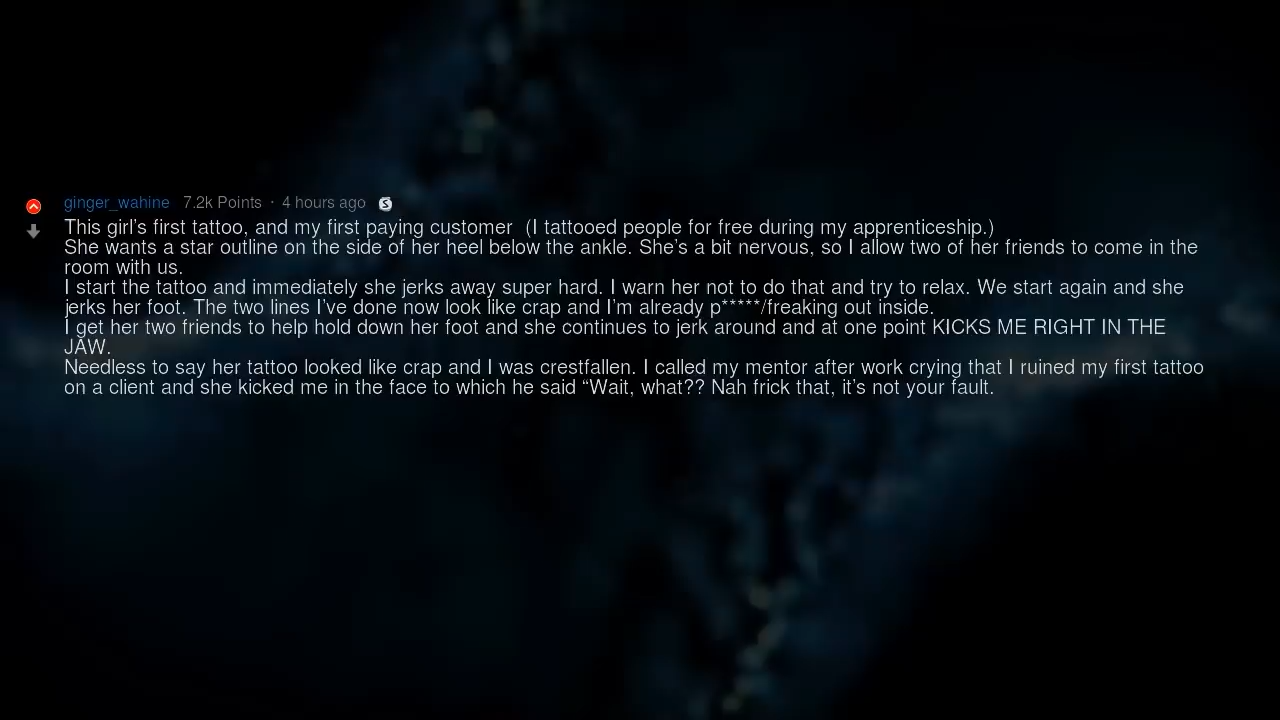 ginger_wahine 7.2k Points · 4 hours ago
This girl's first tattoo, and my first paying customer  (I tattooed people for free during my apprenticeship.)
She wants a star outline on the side of her heel below the ankle. She's a bit nervous, so I allow two of her friends to come in the
room with us.
I start the tattoo and immediately she jerks away super hard. I warn her not to do that and try to relax. We start again and she
jerks her foot. The two lines I've done now look like crap and I'm already p*****/freaking out inside.
I get her two friends to help hold down her foot and she continues to jerk around and at one point KICKS ME RIGHT IN THE
JAW.
Needless to say her tattoo looked like crap and I was crestfallen. I called my mentor after work crying that I ruined my first tattoo
on a client and she kicked me in the face to which he said “Wait, what?? Nah frick that, it's not your fault.